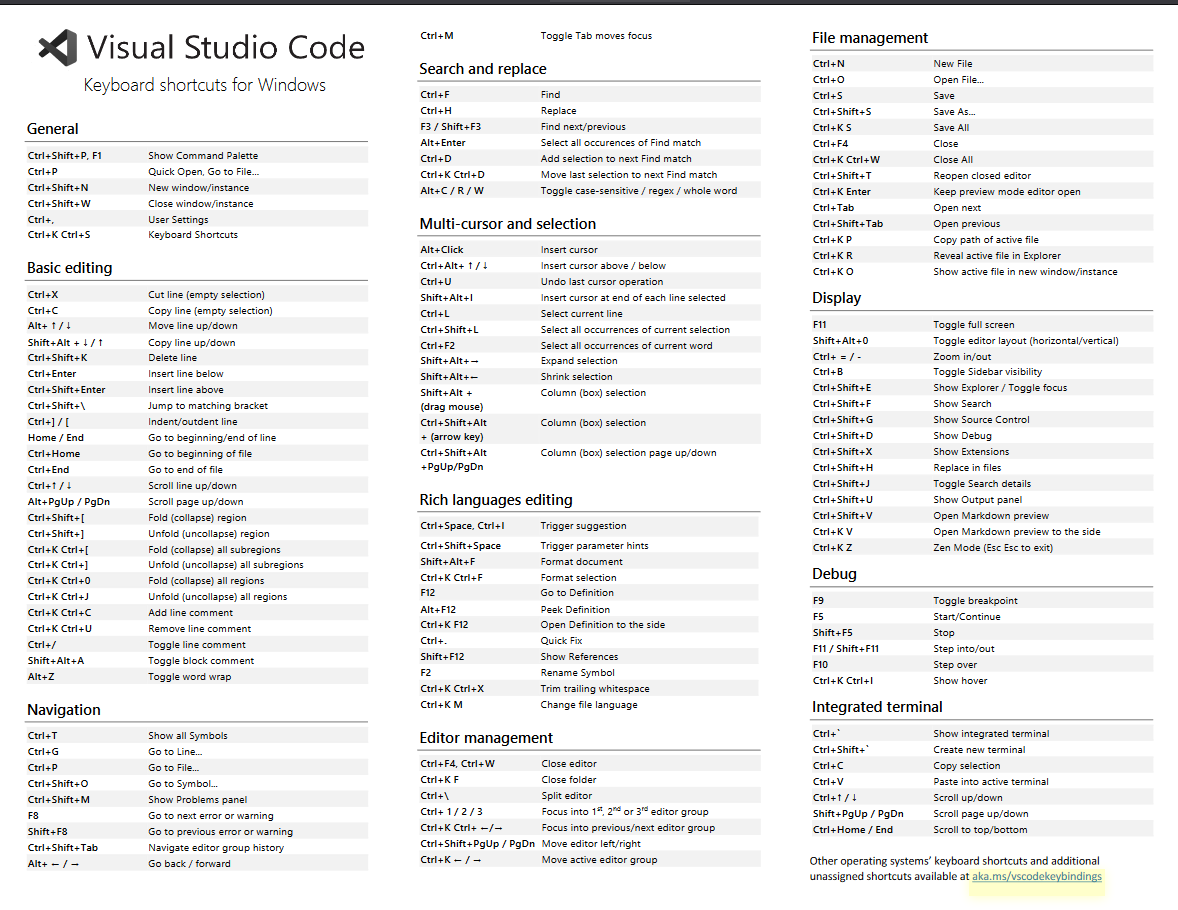 Visual Studio Code
Keyboard shortcuts for Windows
General
Ctrl+Shift+P, F1 Show Command Palette
Ctrl+P Quick Open, Go to File...
Ctrl+Shift+N New window/instance
Ctrl+Shift+W Close window/instance
Ctrl+, User Settings
Ctrl+K Ctrl+S Keyboard Shortcuts
Basic editing
Ctrl+X Cut line (empty selection)
Ctrl+C Copy line (empty selection)
Alt+ ↑ / ↓ Move line up/down
Shift+Alt + ↓ / ↑ Copy line up/down
Ctrl+Shift+K Delete line
Ctrl+Enter Insert line below
Ctrl+Shift+Enter Insert line above
Ctrl+Shift+\ Jump to matching bracket
Ctrl+] / [ Indent/outdent line
Home / End Go to beginning/end of line
Ctrl+Home Go to beginning of file
Ctrl+End Go to end of file
Ctrl+↑ / ↓ Scroll line up/down
Alt+PgUp / PgDn Scroll page up/down
Ctrl+Shift+[ Fold (collapse) region
Ctrl+Shift+] Unfold (uncollapse) region
Ctrl+K Ctrl+[ Fold (collapse) all subregions
Ctrl+K Ctrl+] Unfold (uncollapse) all subregions
Ctrl+K Ctrl+0 Fold (collapse) all regions
Ctrl+K Ctrl+J Unfold (uncollapse) all regions
Ctrl+K Ctrl+C Add line comment
Ctrl+K Ctrl+U Remove line comment
Ctrl+/ Toggle line comment
Shift+Alt+A Toggle block comment
Alt+Z Toggle word wrap
Navigation
Ctrl+T Show all Symbols
Ctrl+G Go to Line...
Ctrl+P Go to File...
Ctrl+Shift+O Go to Symbol...
Ctrl+Shift+M Show Problems panel
F8 Go to next error or warning
Shift+F8 Go to previous error or warning
Ctrl+Shift+Tab Navigate editor group history
Alt+ ← / → Go back / forward
Ctrl+M Toggle Tab moves focus
Search and replace
Ctrl+F Find
Ctrl+H Replace
F3 / Shift+F3 Find next/previous
Alt+Enter Select all occurences of Find match
Ctrl+D Add selection to next Find match
Ctrl+K Ctrl+D Move last selection to next Find match
Alt+C / R / W Toggle case-sensitive / regex / whole word
Multi-cursor and selection
Alt+Click Insert cursor
Ctrl+Alt+ ↑ / ↓ Insert cursor above / below
Ctrl+U Undo last cursor operation
Shift+Alt+I Insert cursor at end of each line selected
Ctrl+L Select current line
Ctrl+Shift+L Select all occurrences of current selection
Ctrl+F2 Select all occurrences of current word
Shift+Alt+→ Expand selection
Shift+Alt+← Shrink selection
Shift+Alt + Column (box) selection
(drag mouse)
Ctrl+Shift+Alt Column (box) selection
+ (arrow key)
Ctrl+Shift+Alt Column (box) selection page up/down
+PgUp/PgDn
Rich languages editing
Ctrl+Space, Ctrl+I Trigger suggestion
Ctrl+Shift+Space Trigger parameter hints
Shift+Alt+F Format document
Ctrl+K Ctrl+F Format selection
F12 Go to Definition
Alt+F12 Peek Definition
Ctrl+K F12 Open Definition to the side
Ctrl+. Quick Fix
Shift+F12 Show References
F2 Rename Symbol
Ctrl+K Ctrl+X Trim trailing whitespace
Ctrl+K M Change file language
Editor management
Ctrl+F4, Ctrl+W Close editor
Ctrl+K F Close folder
Ctrl+\ Split editor
Ctrl+ 1 / 2 / 3 Focus into 1st, 2nd or 3rd editor group
Ctrl+K Ctrl+ ←/→ Focus into previous/next editor group
Ctrl+Shift+PgUp / PgDn Move editor left/right
Ctrl+K ← / → Move active editor group
File management
Ctrl+N New File
Ctrl+O Open File...
Ctrl+S Save
Ctrl+Shift+S Save As...
Ctrl+K S Save All
Ctrl+F4 Close
Ctrl+K Ctrl+W Close All
Ctrl+Shift+T Reopen closed editor
Ctrl+K Enter Keep preview mode editor open
Ctrl+Tab Open next
Ctrl+Shift+Tab Open previous
Ctrl+K P Copy path of active file
Ctrl+K R Reveal active file in Explorer
Ctrl+K O Show active file in new window/instance
Display
F11 Toggle full screen
Shift+Alt+0 Toggle editor layout (horizontal/vertical)
Ctrl+ = / - Zoom in/out
Ctrl+B Toggle Sidebar visibility
Ctrl+Shift+E Show Explorer / Toggle focus
Ctrl+Shift+F Show Search
Ctrl+Shift+G Show Source Control
Ctrl+Shift+D Show Debug
Ctrl+Shift+X Show Extensions
Ctrl+Shift+H Replace in files
Ctrl+Shift+J Toggle Search details
Ctrl+Shift+U Show Output panel
Ctrl+Shift+V Open Markdown preview
Ctrl+K V Open Markdown preview to the side
Ctrl+K Z Zen Mode (Esc Esc to exit)
Debug
F9 Toggle breakpoint
F5 Start/Continue
Shift+F5 Stop
F11 / Shift+F11 Step into/out
F10 Step over
Ctrl+K Ctrl+I Show hover
Integrated terminal
Ctrl+` Show integrated terminal
Ctrl+Shift+` Create new terminal
Ctrl+C Copy selection
Ctrl+V Paste into active terminal
Ctrl+↑ / ↓ Scroll up/down
Shift+PgUp / PgDn Scroll page up/down
Ctrl+Home / End Scroll to top/bottom
Other operating systems’ keyboard shortcuts and additional
unassigned shortcuts available at aka.ms/vscodekeybindings